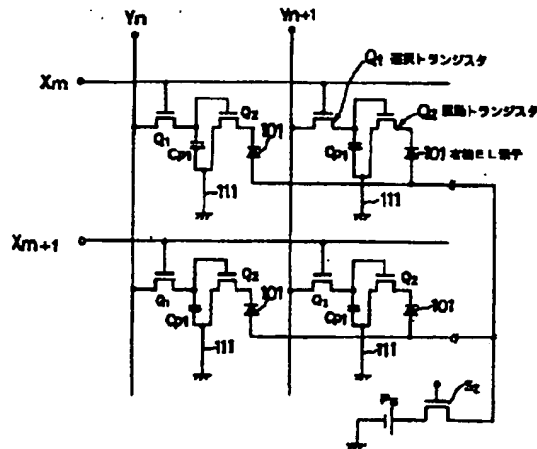 Yn
Yn+1
Q1 選択トランジスタ
Xm
Q2
101
Q2 駆動トランジスタ
Q1
Cp1
Cp1
101 有機EL素子
111
111
Xm+1
Q2
Q2
Q1
101
Q1
101
Cp1
Cp1
111
111
Ps